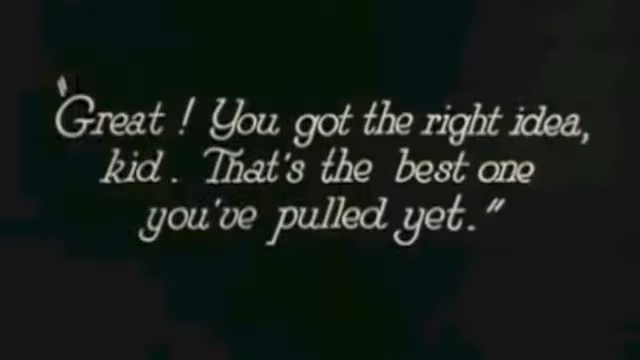 "Great! You got the right idea,
kid. That's the best one
you've pulled yet."